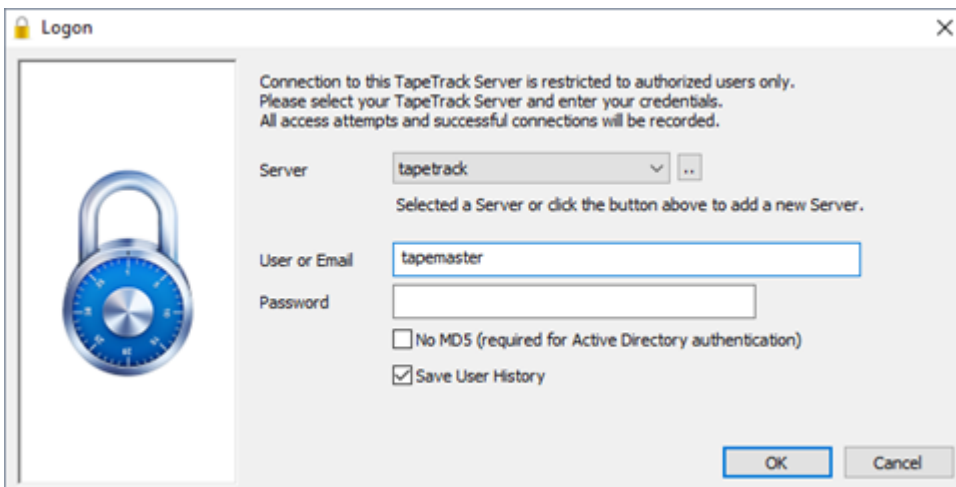 Logon
Connection to this TapeTrack Server is restricted to authorized users only.
Please select your TapeTrack Server and enter your credentials.
All access attempts and successful connections will be recorded.
Server
tapetrack
..
Selected a Server or click the button above to add a new Server.
User or Email
tapemaster
Password
No MD5 (required for Active Directory authentication)
Save User History
OK
Cancel